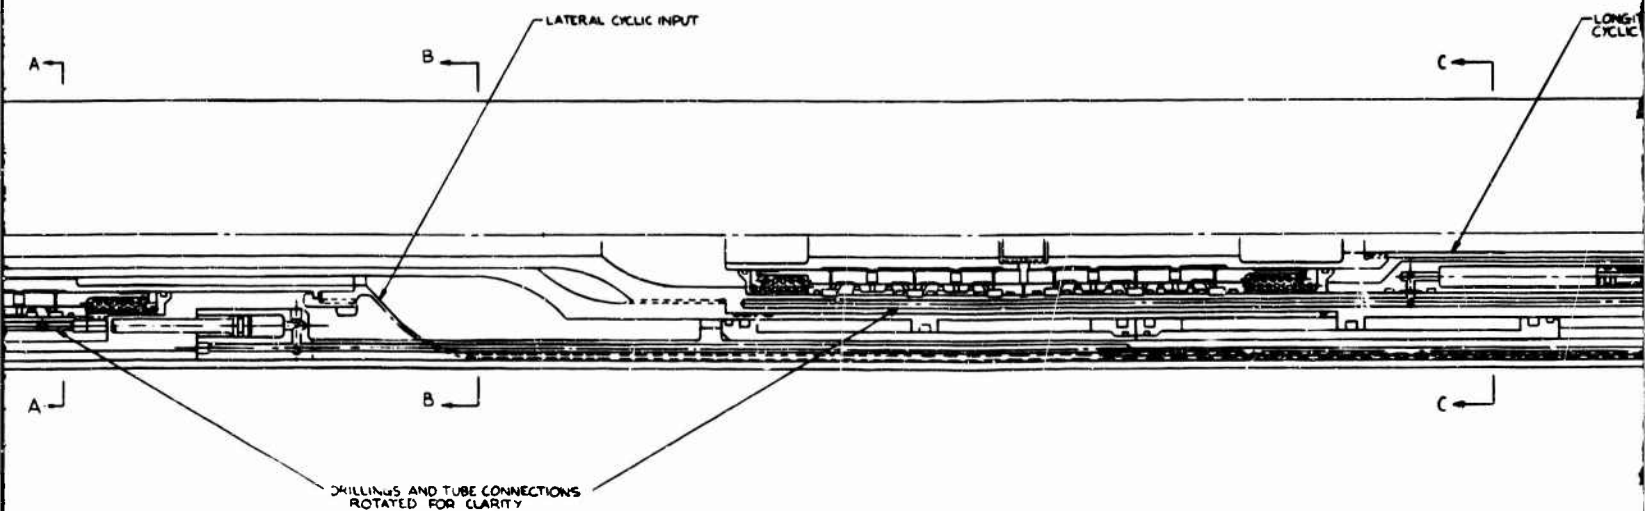 LATERAL CYCLIC INPUT
LONGIT
CYCLIC
A
B
C
A
B
C
DRILLINGS AND TUBE CONNECTIONS
ROTATED FOR CLARITY